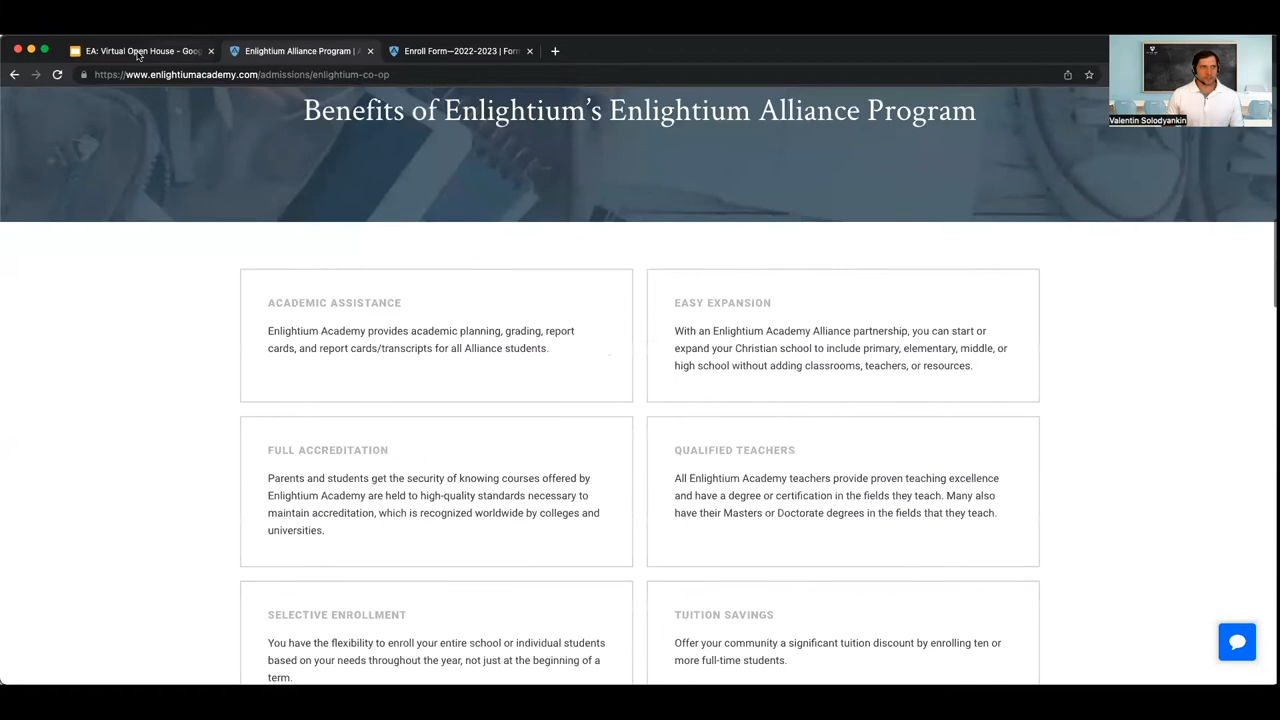 EA: Virtual Open House - Goo
Enlightium Alliance Program | A
Enroll Form—2022-2023 | Form
https://www.enlightiumacademy.com/admissions/enlightium-co-op
Valentin Solodyankin
Benefits of Enlightium’s Enlightium Alliance Program
ACADEMIC ASSISTANCE
Enlightium Academy provides academic planning, grading, report
cards, and report cards/transcripts for all Alliance students.
EASY EXPANSION
With an Enlightium Academy Alliance partnership, you can start or
expand your Christian school to include primary, elementary, middle, or
high school without adding classrooms, teachers, or resources.
FULL ACCREDITATION
Parents and students get the security of knowing courses offered by
Enlightium Academy are held to high-quality standards necessary to
maintain accreditation, which is recognized worldwide by colleges and
universities.
QUALIFIED TEACHERS
All Enlightium Academy teachers provide proven teaching excellence
and have a degree or certification in the fields they teach. Many also
have their Masters or Doctorate degrees in the fields that they teach.
SELECTIVE ENROLLMENT
You have the flexibility to enroll your entire school or individual students
based on your needs throughout the year, not just at the beginning of a
term.
TUITION SAVINGS
Offer your community a significant tuition discount by enrolling ten or
more full-time students.